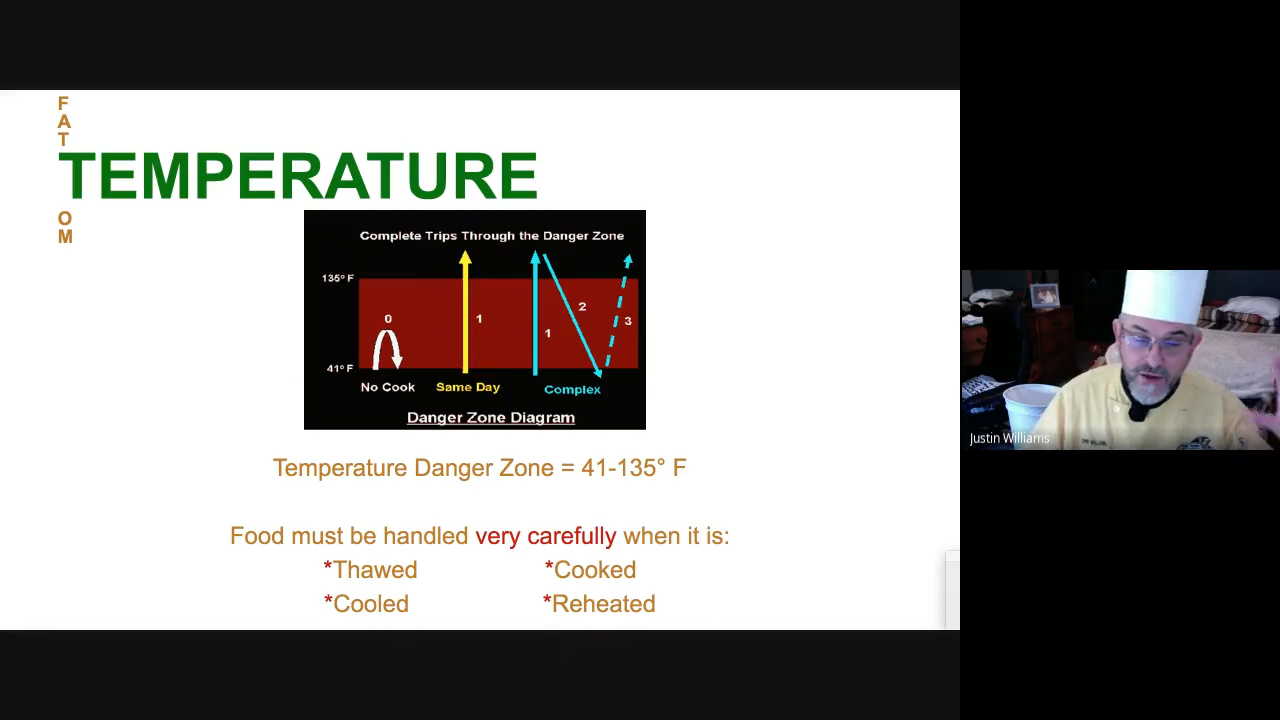 F
A
T
TEMPERATURE
O
M
Complete Trips Through the Danger Zone
135° F
0
1
1
2
3
41° F
No Cook
Same Day
Complex
Danger Zone Diagram
Temperature Danger Zone = 41-135° F
Food must be handled very carefully when it is:
*Thawed *Cooked
*Cooled *Reheated
Justin Williams